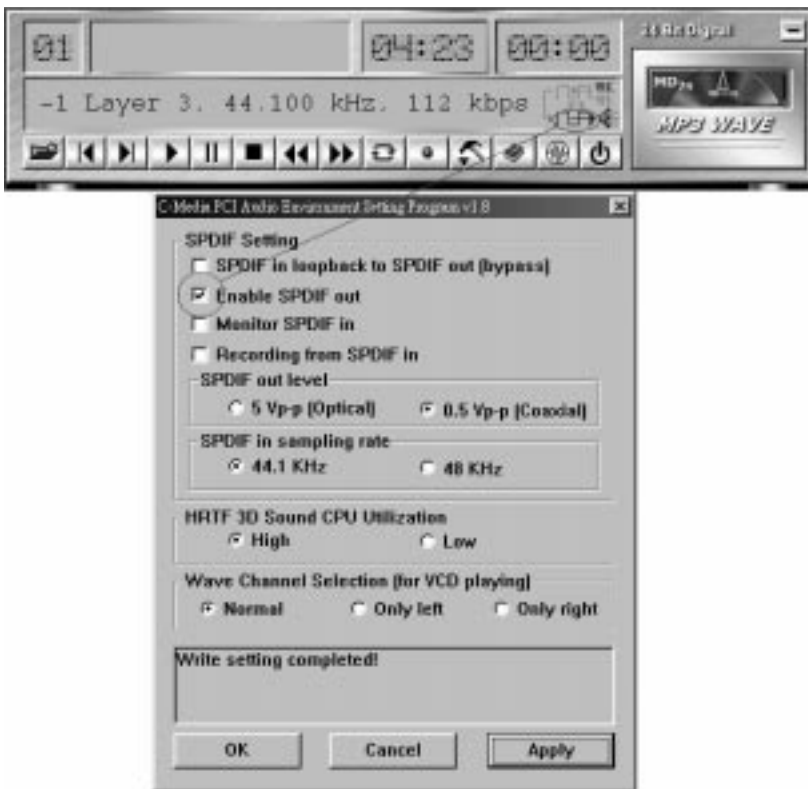 01
04:23
00:00
-1 Layer 3. 44.100 kHz. 112 kbps
MP3 WAVE
C-Media PCI Audio Environment Setting Program v1.8
SPDIF Setting
SPDIF in loopback to SPDIF out (bypass)
Enable SPDIF out
Monitor SPDIF in
Recording from SPDIF in
SPDIF out level
5 Vp-p (Optical)
0.5 Vp-p (Coaxial)
SPDIF in sampling rate
44.1 KHz
48 KHz
HRTF 3D Sound CPU Utilization
High
Low
Wave Channel Selection (for VCD playing)
Normal
Only left
Only right
Write setting completed!
OK
Cancel
Apply